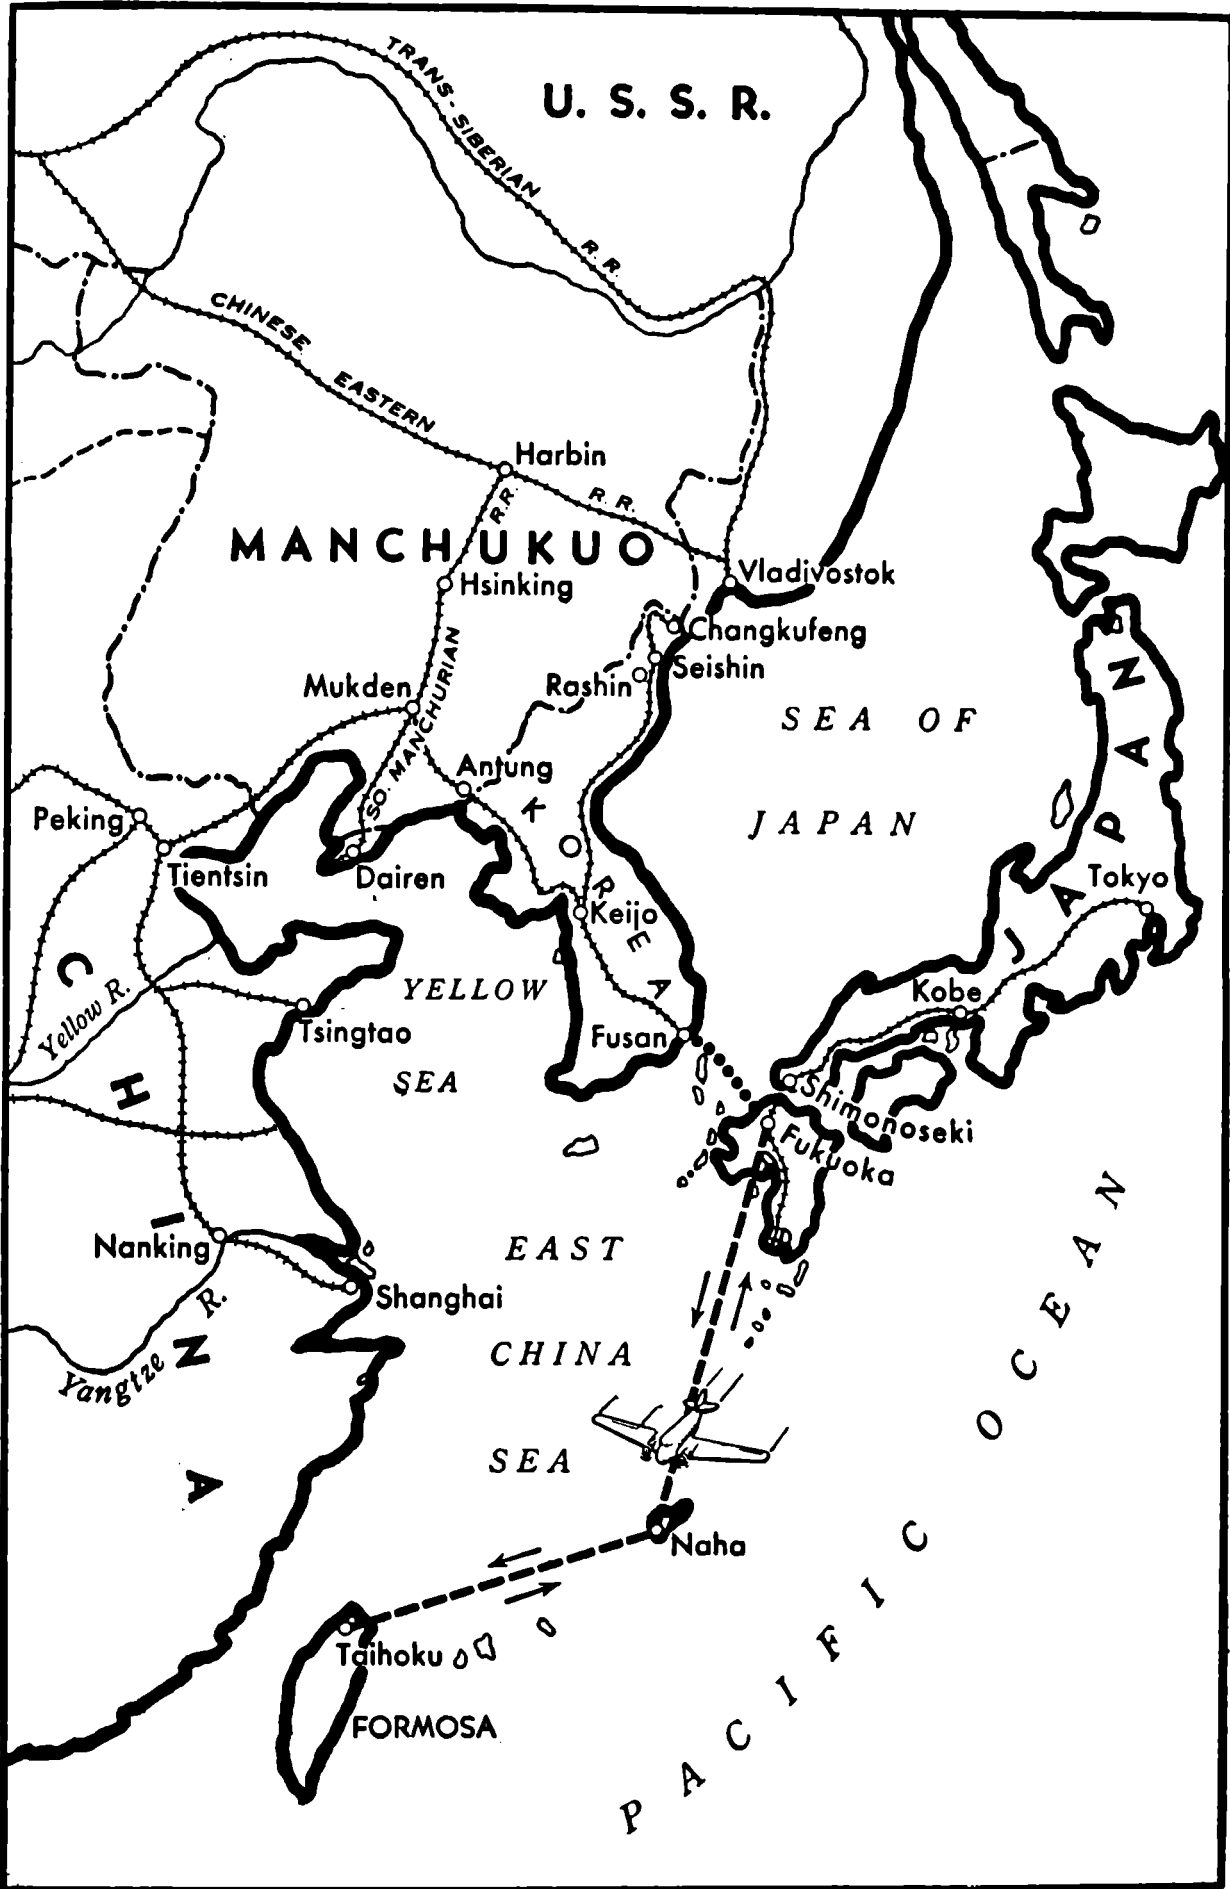 U. S. S. R.
TRANS-SIBERIAN R. R.
CHINESE EASTERN R. R.
Harbin
R.R.
MANCHUKUO
Hsinking
Vladivostok
Changkufeng
Seishin
Rashin
Mukden
SO. MANCHURIAN
Antung
SEA OF
JAPAN
JAPAN
KOREA
Peking
Tientsin
Dairen
Keijo
Tokyo
CHINA
Yellow R.
YELLOW
SEA
Tsingtao
Fusan
Kobe
Shimonoseki
Fukuoka
Nanking
Shanghai
Yangtze R.
EAST
CHINA
SEA
Naha
Taihoku
FORMOSA
PACIFIC OCEAN